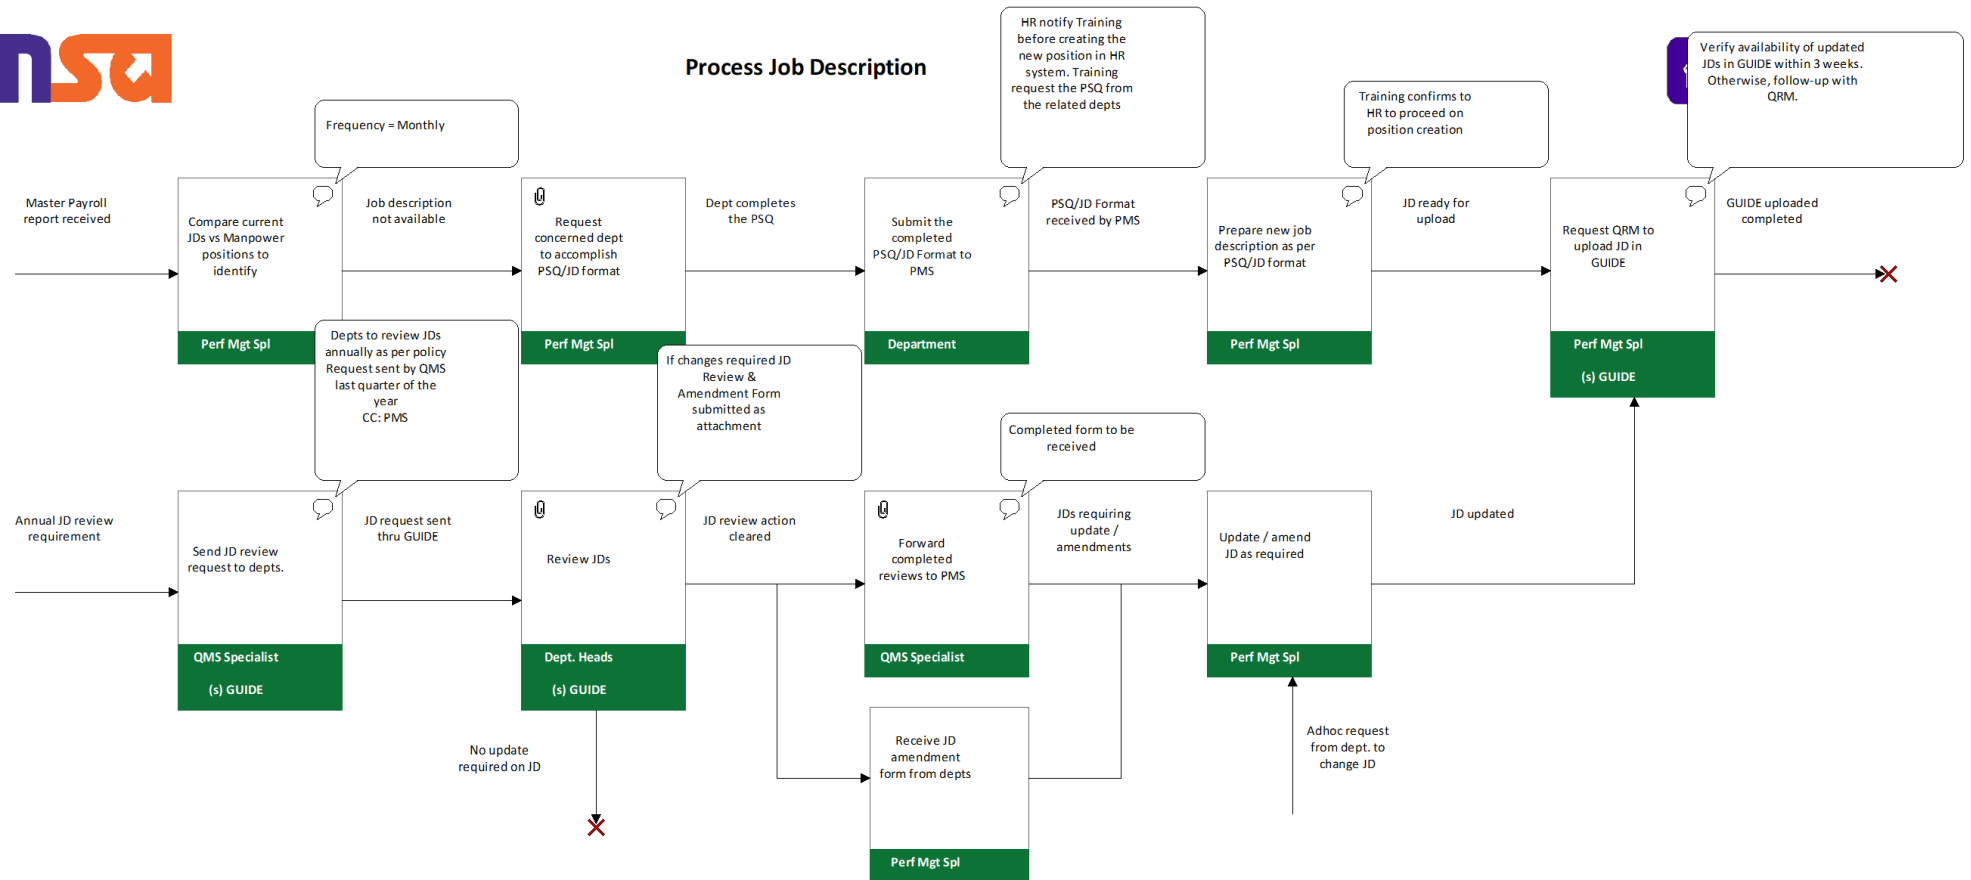 nsa
Process Job Description
HR notify Training
before creating the
new position in HR
system. Training
request the PSQ from
the related depts
Verify availability of updated
JDs in GUIDE within 3 weeks.
Otherwise, follow-up with
QRM.
Frequency = Monthly
Training confirms to
HR to proceed on
position creation
Master Payroll
report received
Compare current
JDs vs Manpower
positions to
identify
Perf Mgt Spl
Job description
not available
Request
concerned dept
to accomplish
PSQ/JD format
Perf Mgt Spl
Dept completes
the PSQ
Submit the
completed
PSQ/JD Format to
PMS
Department
PSQ/JD Format
received by PMS
Prepare new job
description as per
PSQ/JD format
Perf Mgt Spl
JD ready for
upload
Request QRM to
upload JD in
GUIDE
Perf Mgt Spl
(s) GUIDE
GUIDE uploaded
completed
Depts to review JDs
annually as per policy
Request sent by QMS
last quarter of the
year
CC: PMS
If changes required JD
Review &
Amendment Form
submitted as
attachment
Completed form to be
received
Annual JD review
requirement
Send JD review
request to depts.
QMS Specialist
(s) GUIDE
JD request sent
thru GUIDE
Review JDs
Dept. Heads
(s) GUIDE
JD review action
cleared
Forward
completed
reviews to PMS
QMS Specialist
JDs requiring
update /
amendments
Update / amend
JD as required
Perf Mgt Spl
JD updated
No update
required on JD
Receive JD
amendment
form from depts
Perf Mgt Spl
Adhoc request
from dept. to
change JD